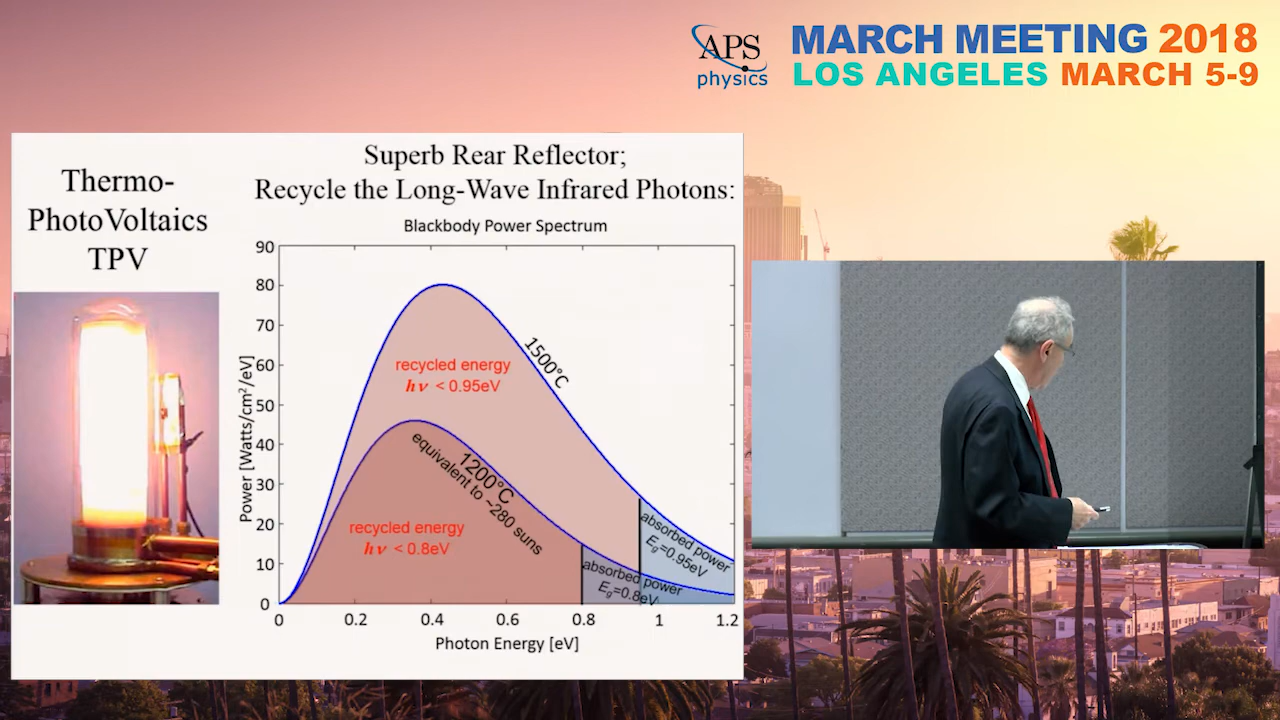 APS
physics
MARCH MEETING 2018
LOS ANGELES MARCH 5-9
Thermo-
PhotoVoltaics
TPV
Superb Rear Reflector;
Recycle the Long-Wave Infrared Photons:
Blackbody Power Spectrum
Power [Watts/cm²/eV]
90
80
70
60
50
40
30
20
10
0
1500°C
recycled energy
hν < 0.95eV
1200°C
equivalent to ~280 suns
recycled energy
hν < 0.8eV
absorbed power
Eg=0.95eV
absorbed power
Eg=0.8eV
0 0.2 0.4 0.6 0.8 1 1.2
Photon Energy [eV]